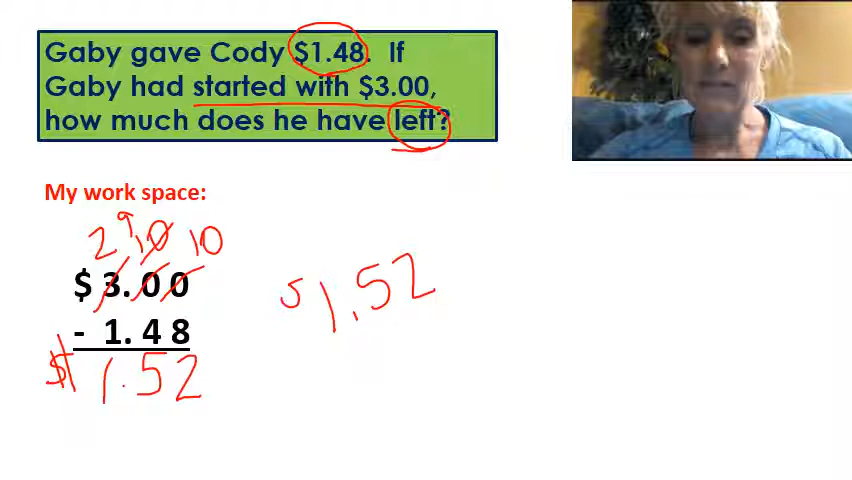 Gaby gave Cody $1.48. If
Gaby had started with $3.00,
how much does he have left?
My work space:
9
2 10 10
$ 3. 0 0
- 1. 4 8
$ 1.52
$ 1.52